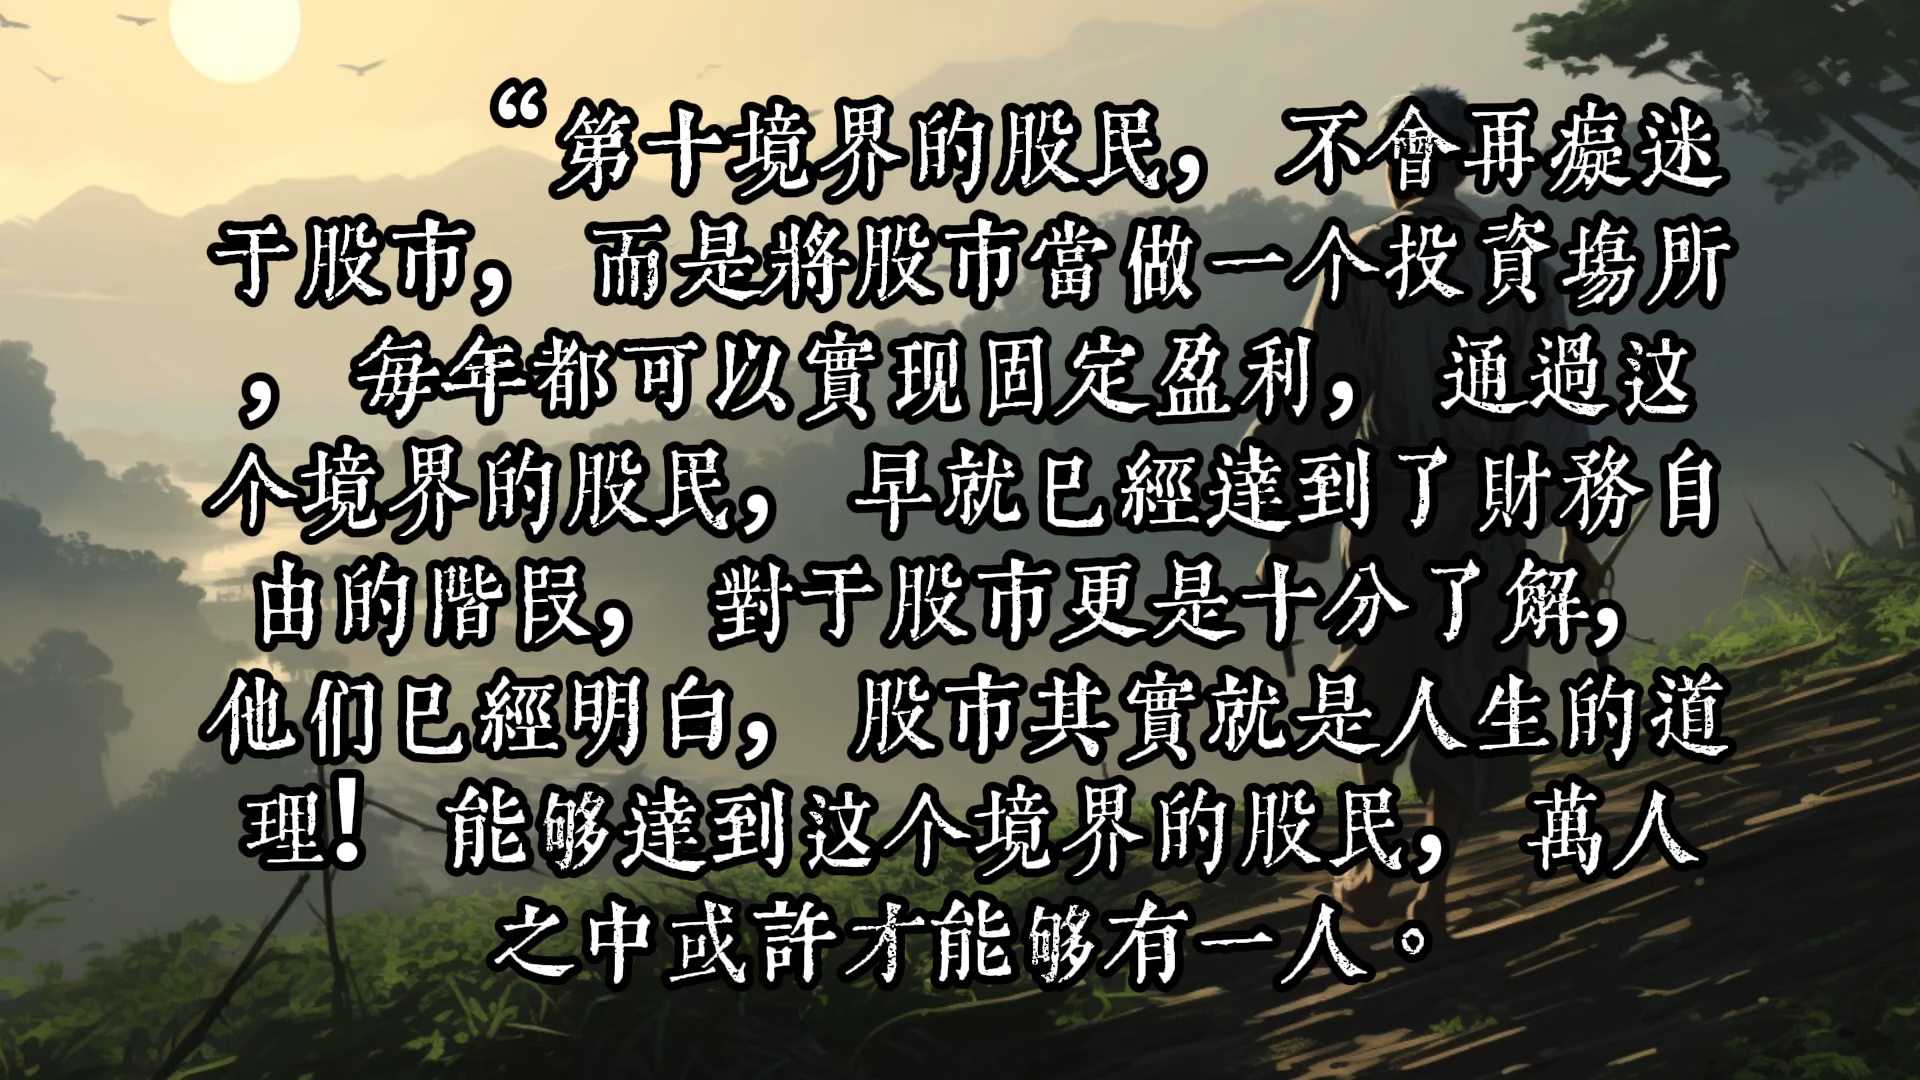 “第十境界的股民，不會再癡迷
于股市，而是將股市當做一个投資場所
，每年都可以實现固定盈利，通過这
个境界的股民，早就已經達到了財務自
由的階段，對于股市更是十分了解，
他们已經明白，股市其實就是人生的道
理！能够達到这个境界的股民，萬人
之中或許才能够有一人。